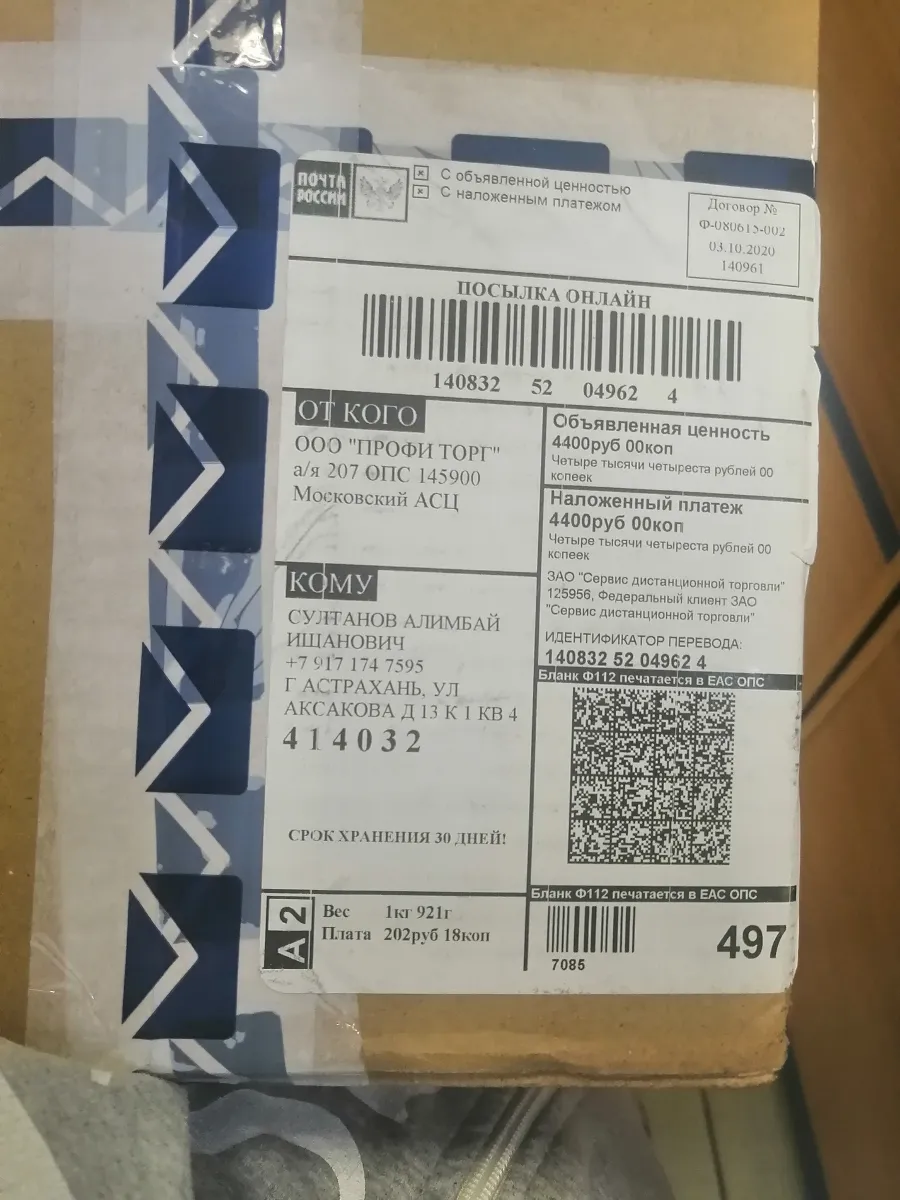 ПОЧТА
РОССИИ
С объявленной ценностью
С наложенным платежом
Договор №
Ф-080615-002
03.10.2020
140961
ПОСЫЛКА ОНЛАЙН
140832 52 04962 4
ОТ КОГО
ООО "ПРОФИ ТОРГ"
а/я 207 ОПС 145900
Московский АСЦ
Объявленная ценность
4400руб 00коп
Четыре тысячи четыреста рублей 00
копеек
Наложенный платеж
4400руб 00коп
Четыре тысячи четыреста рублей 00
копеек
ЗАО "Сервис дистанционной торговли"
125956, Федеральный клиент ЗАО
"Сервис дистанционной торговли"
ИДЕНТИФИКАТОР ПЕРЕВОДА:
140832 52 04962 4
Бланк Ф112 печатается в ЕАС ОПС
КОМУ
СУЛТАНОВ АЛИМБАЙ
ИЩАНОВИЧ
+7 917 174 7595
Г АСТРАХАНЬ, УЛ
АКСАКОВА Д 13 К 1 КВ 4
414032
СРОК ХРАНЕНИЯ 30 ДНЕЙ!
Бланк Ф112 печатается в ЕАС ОПС
A2
Вес 1кг 921г
Плата 202руб 18коп
7085
497